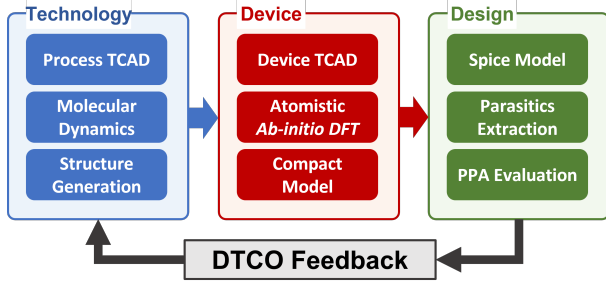 Technology
Process TCAD
Molecular
Dynamics
Structure
Generation
Device
Device TCAD
Atomistic
Ab-initio DFT
Compact
Model
Design
Spice Model
Parasitics
Extraction
PPA Evaluation
DTCO Feedback